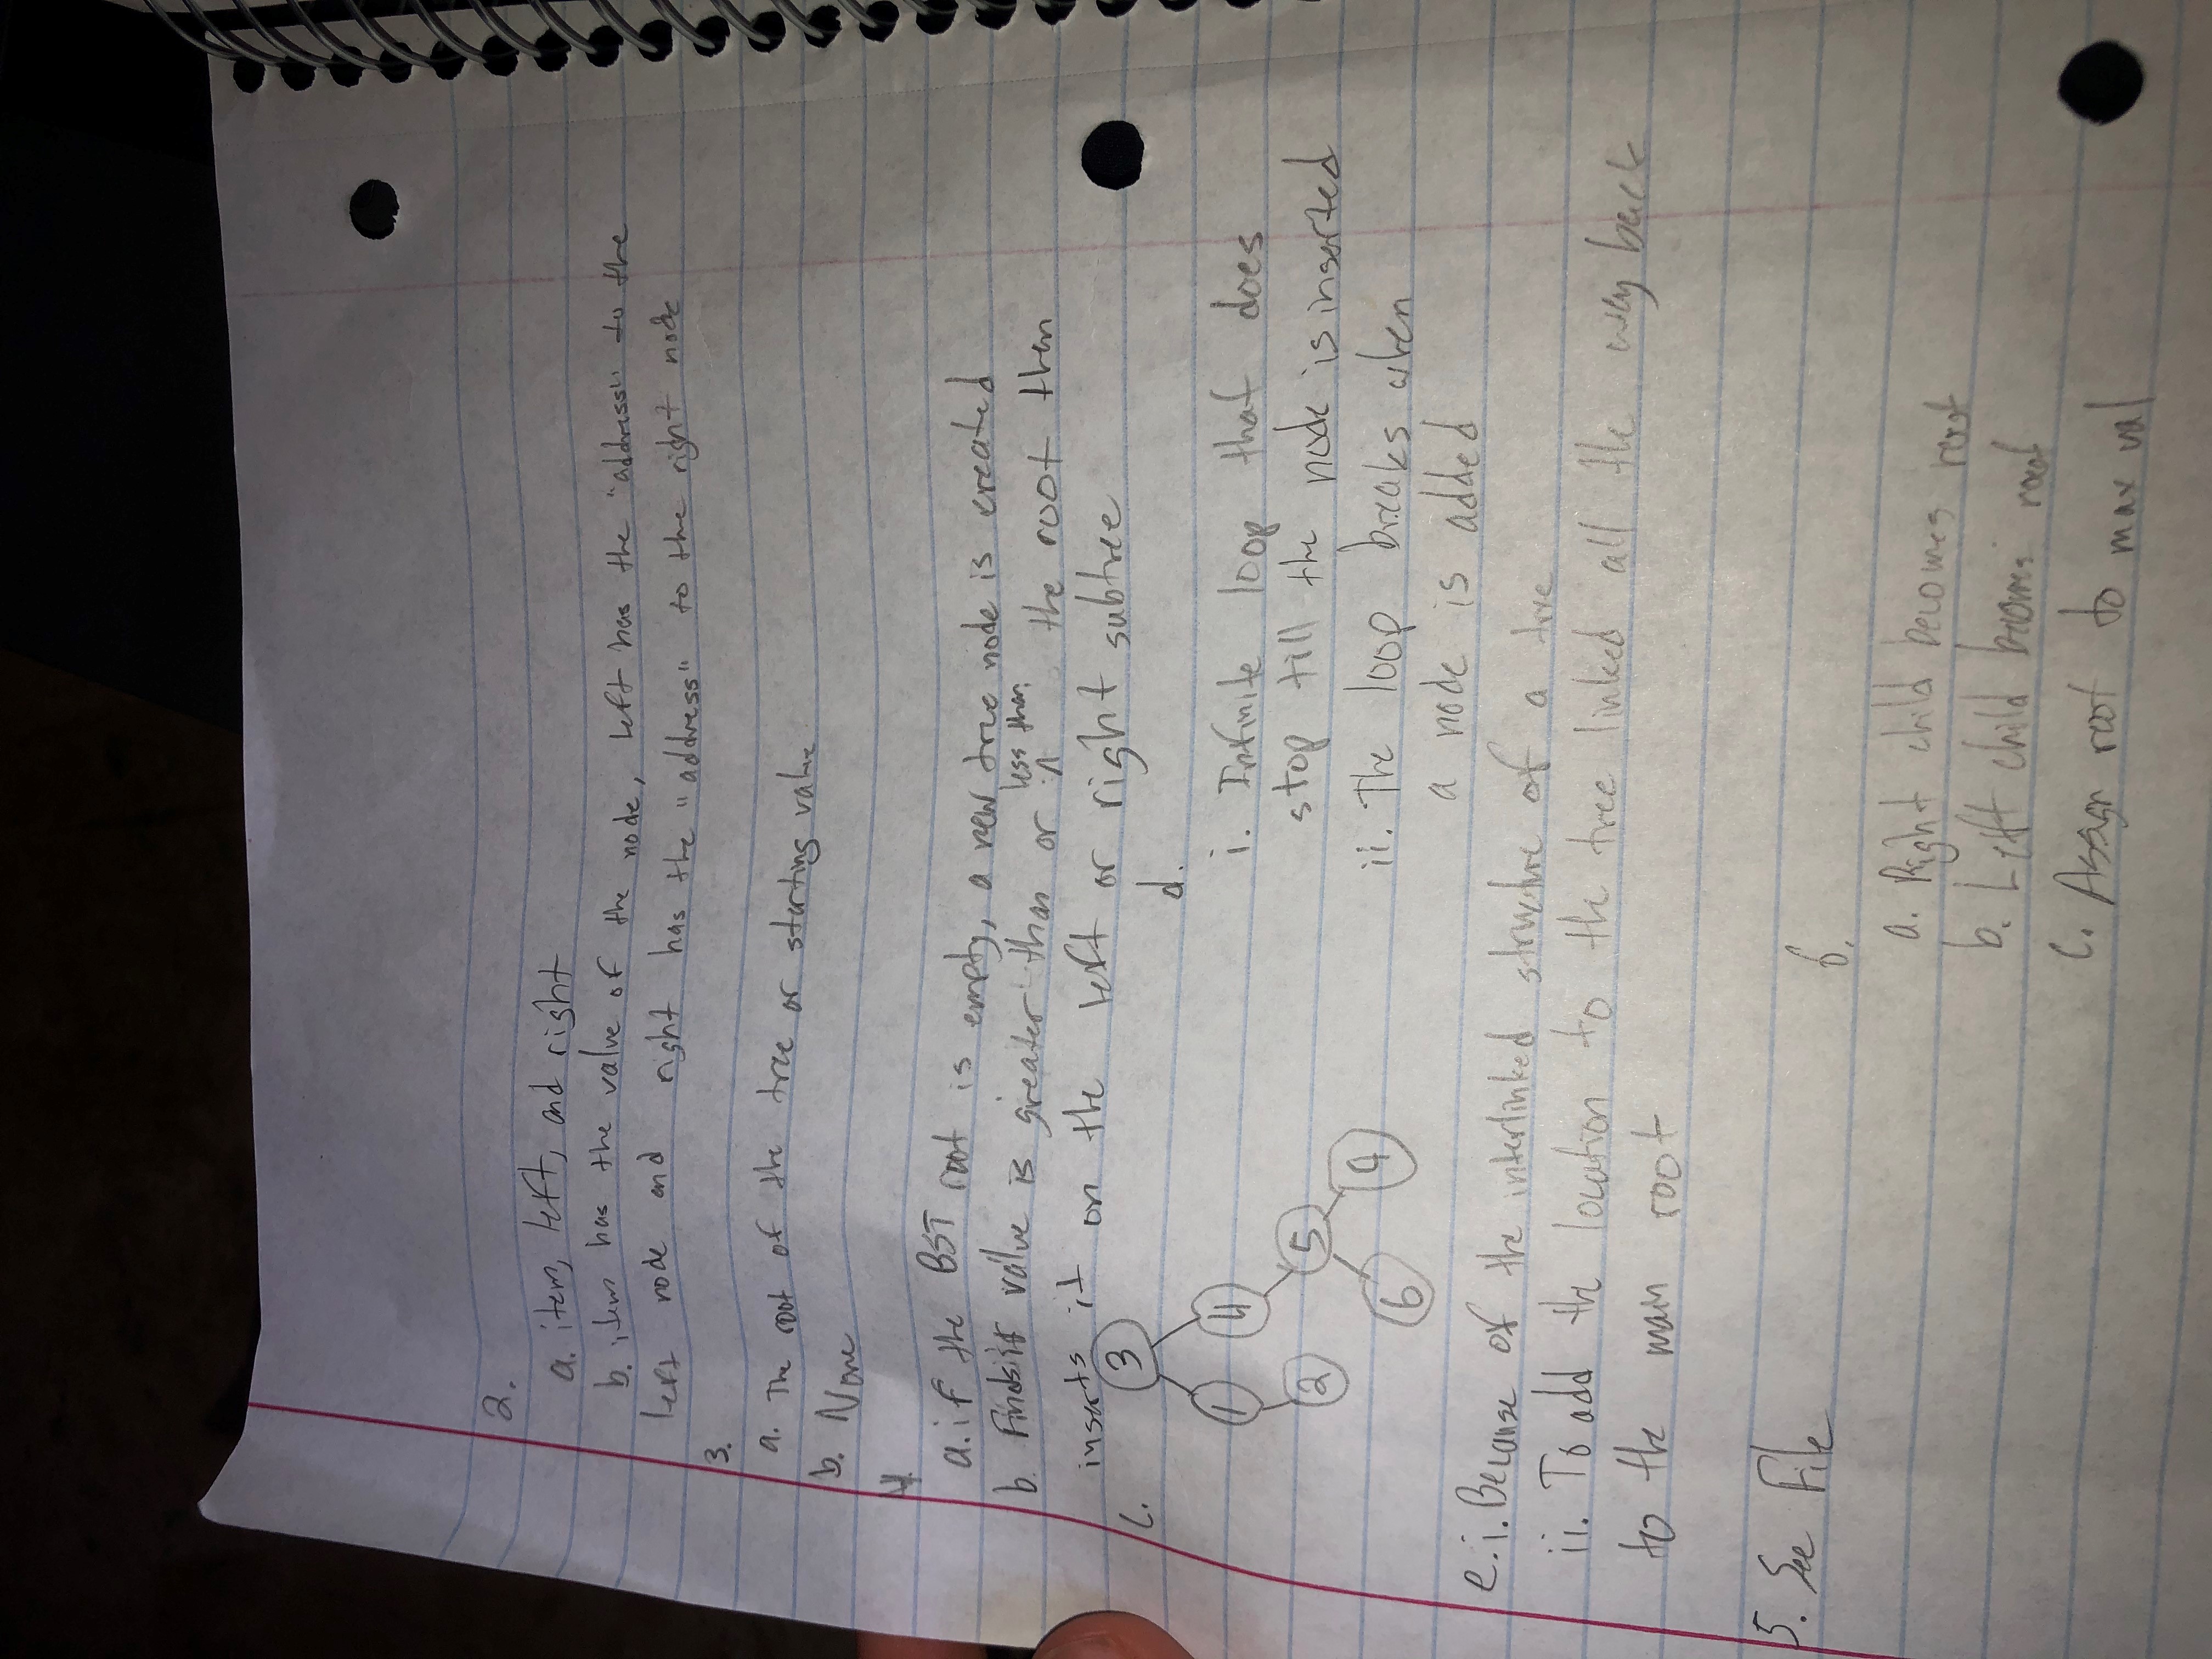 2.
a. item, left, and right
b. item has the value of the node, left has the "address" to the
left node and right has the "address" to the right node
3.
a. The root of the tree or starting value
b. None
4.
a. if the BST root is empty, a new tree node is created
b. Finds if value is greater than or less than the root then
inserts it on the left or right subtree
c.
3
1
4
2
5
6
9
d.
i. Infinite loop that does
stop till the node is inserted
ii. The loop breaks when
a node is added
e. i. Because of the interlinked structure of a tree
ii. To add the location to the tree linked all the way back
to the main root
5. See File
6.
a. Right child becomes root
b. Left child becomes root
c. Assign root to max val